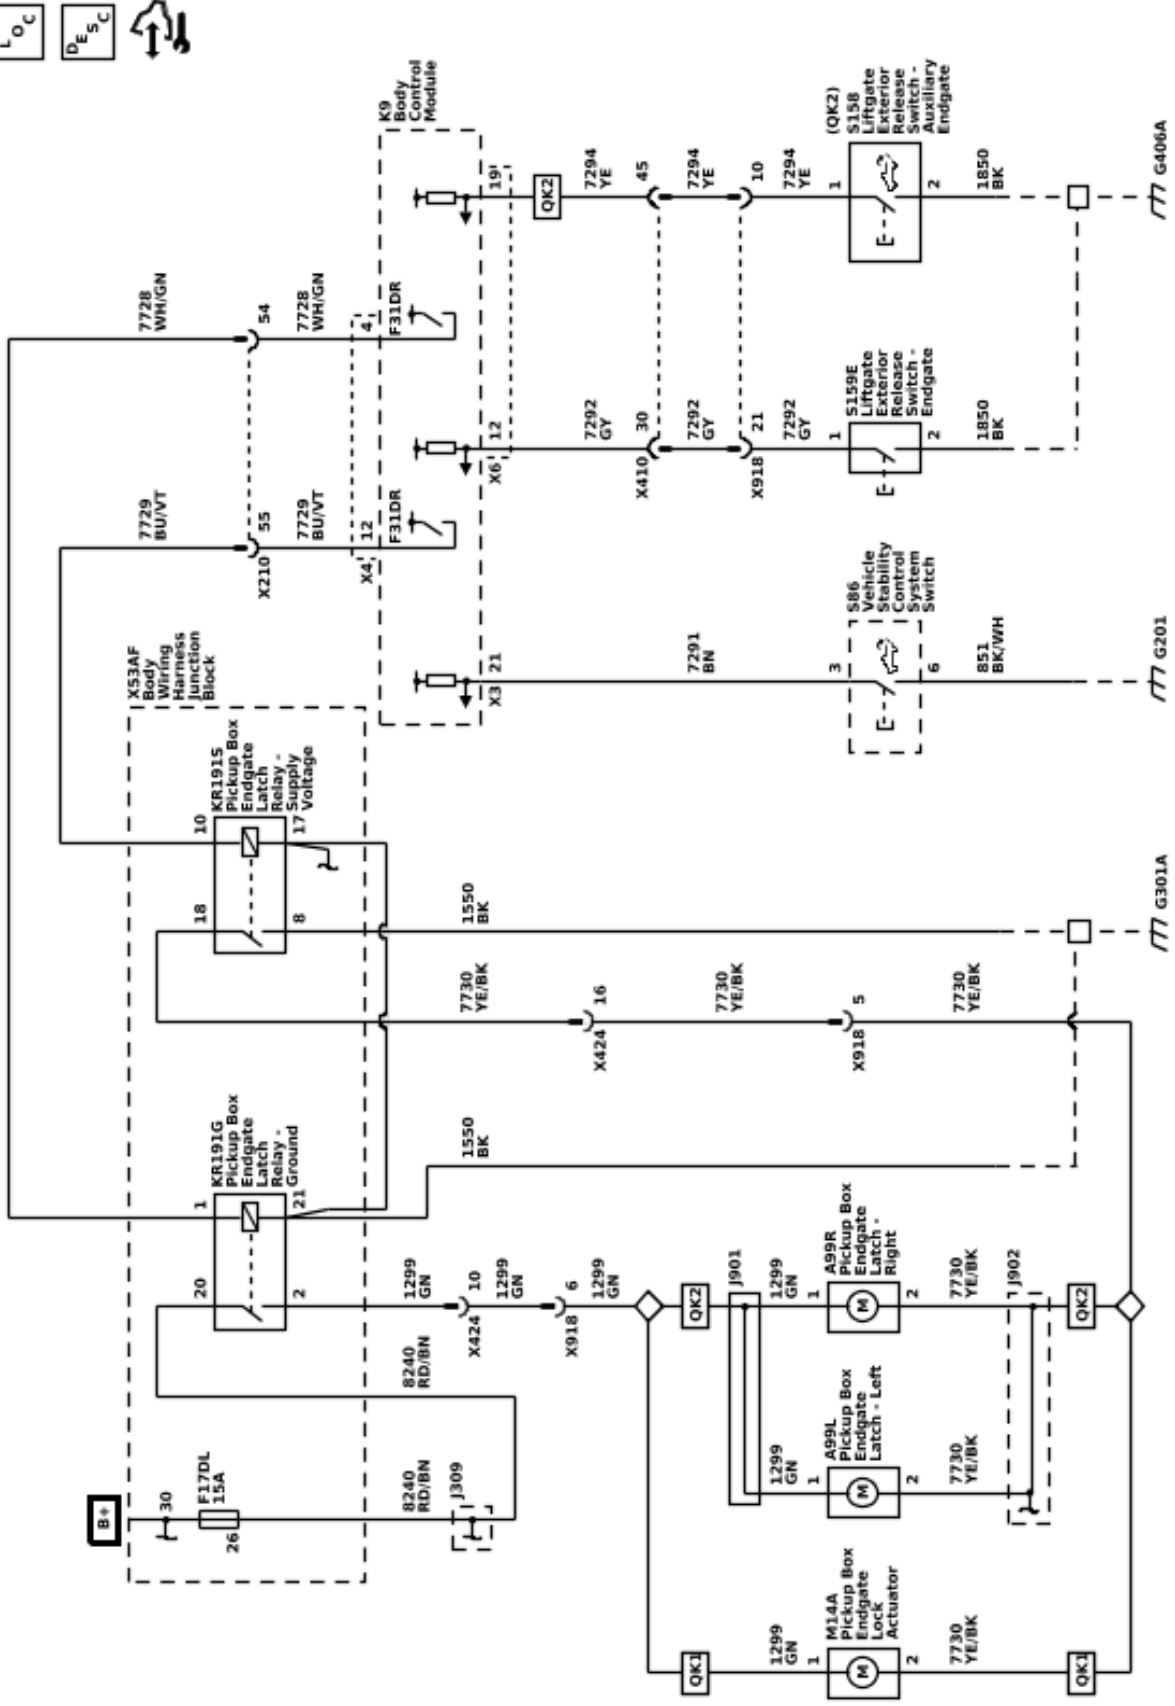 L
O
C
D
E
S
C
B+
30
F17DL
15A
26
X53AF
Body
Wiring
Harness
Junction
Block
20
1
KR191G
Pickup Box
Endgate
Latch
Relay -
Ground
2
21
18
10
KR191S
Pickup Box
Endgate
Latch
Relay -
Supply
Voltage
8
17
7729
BU/VT
7728
WH/GN
X210
55
54
7729
BU/VT
7728
WH/GN
X4
12
4
F31DR
F31DR
K9
Body
Control
Module
X3
21
X6
12
19
QK2
8240
RD/BN
J309
8240
RD/BN
1299
GN
X424
10
1299
GN
X918
6
1299
GN
1550
BK
7730
YE/BK
X424
16
1550
BK
7730
YE/BK
X918
5
7730
YE/BK
7291
BN
7292
GY
7294
YE
X410
30
45
7292
GY
7294
YE
X918
21
10
7292
GY
7294
YE
QK1
QK2
J901
1299
GN
1299
GN
1299
GN
1
M14A
Pickup Box
Endgate
Lock
Actuator
M
2
1
A99L
Pickup Box
Endgate
Latch - Left
M
2
1
A99R
Pickup Box
Endgate
Latch -
Right
M
2
3
S86
Vehicle
Stability
Control
System
Switch
6
1
S159E
Liftgate
Exterior
Release
Switch -
Endgate
2
1
(QK2)
S158
Liftgate
Exterior
Release
Switch -
Auxiliary
Endgate
2
7730
YE/BK
7730
YE/BK
7730
YE/BK
J902
851
BK/WH
1850
BK
1850
BK
QK1
QK2
G301A
G201
G406A